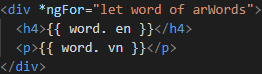 <div *ngFor="let word of arWords">
<h4>{{ word. en }}</h4>
<p>{{ word. vn }}</p>
</div>